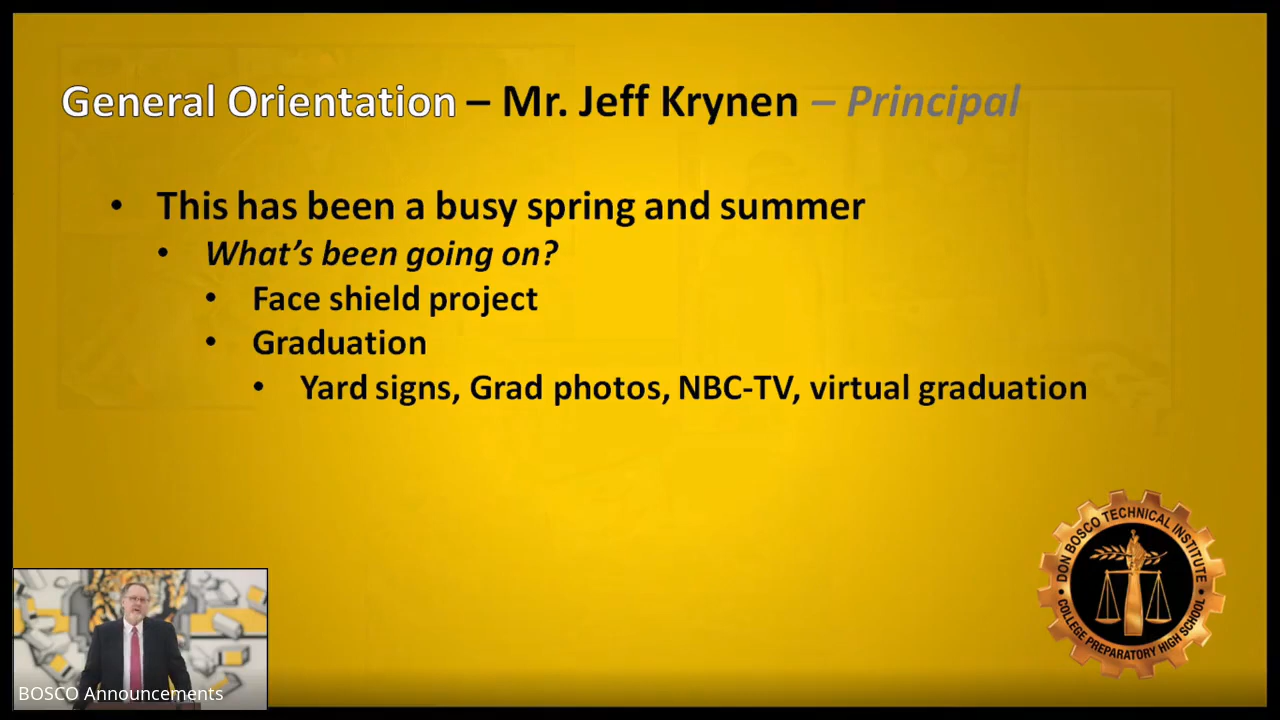 General Orientation – Mr. Jeff Krynen – Principal
• This has been a busy spring and summer
• What's been going on?
• Face shield project
• Graduation
• Yard signs, Grad photos, NBC-TV, virtual graduation
DON BOSCO TECHNICAL INSTITUTE
COLLEGE PREPARATORY HIGH SCHOOL
BOSCO Announcements